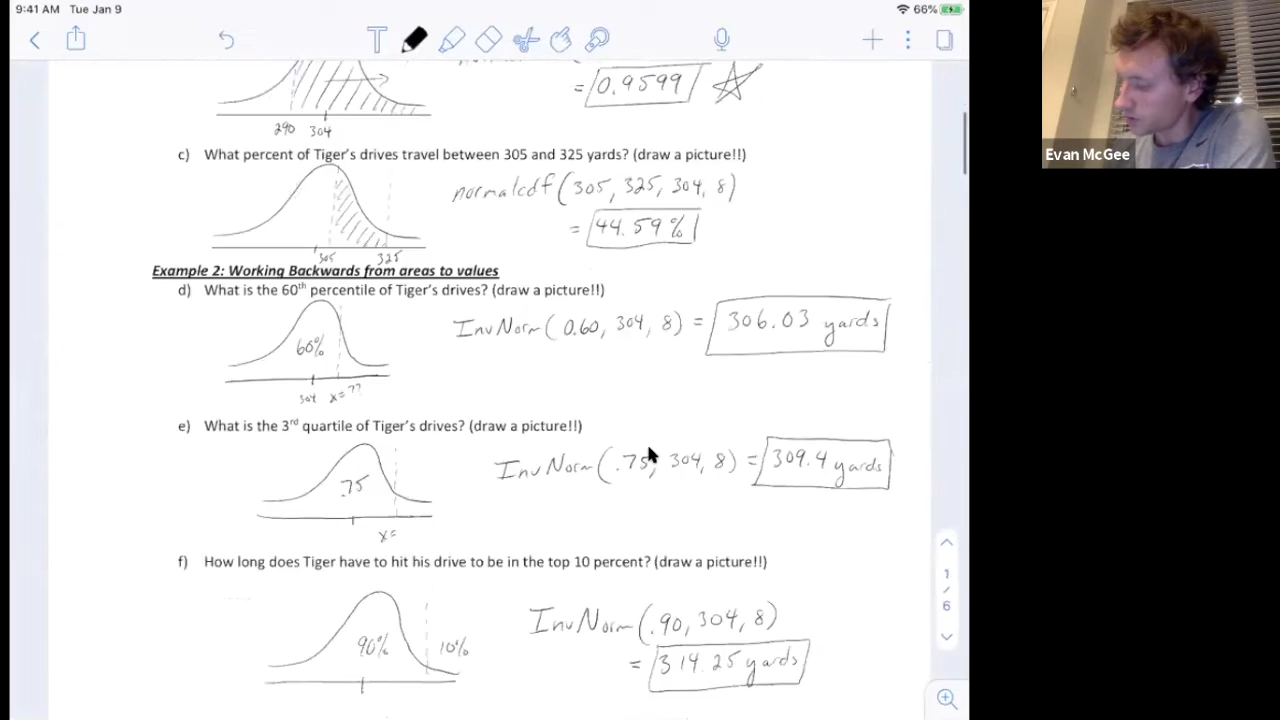 9:41 AM Tue Jan 9
66%
T
= 0.9599
290 304
c) What percent of Tiger's drives travel between 305 and 325 yards? (draw a picture!!)
normalcdf (305, 325, 304, 8)
= 44.59%
305 325
Example 2: Working Backwards from areas to values
d) What is the 60th percentile of Tiger's drives? (draw a picture!!)
InvNorm( 0.60, 304, 8) = 306.03 yards
60%
304 x=??
e) What is the 3rd quartile of Tiger's drives? (draw a picture!!)
InvNorm(.75, 304, 8) = 309.4 yards
.75
x=
f) How long does Tiger have to hit his drive to be in the top 10 percent? (draw a picture!!)
InvNorm(.90, 304, 8)
90% 10%
= 314.25 yards
1
/
6
Evan McGee